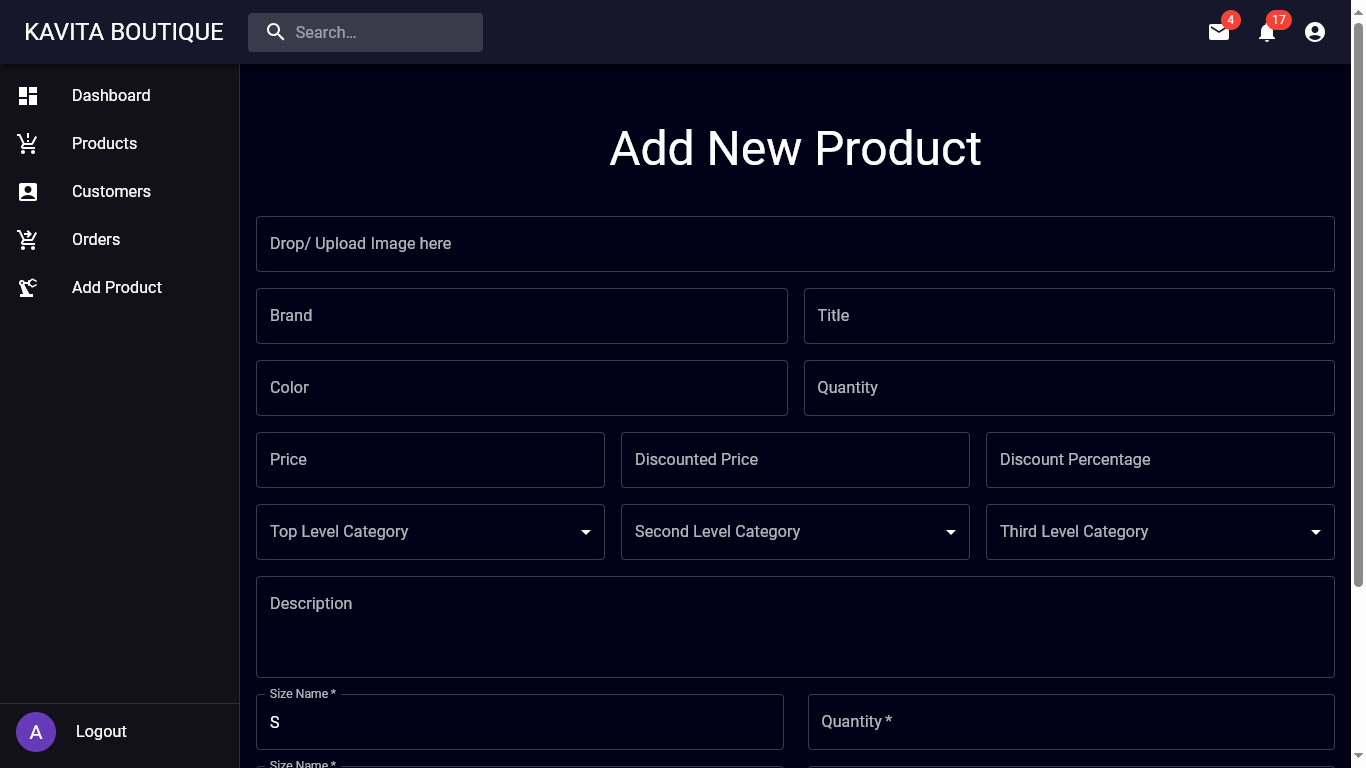 KAVITA BOUTIQUE
Search…
4
17
Dashboard
Products
Customers
Orders
Add Product
A
Logout
Add New Product
Drop/ Upload Image here
Brand
Title
Color
Quantity
Price
Discounted Price
Discount Percentage
Top Level Category
Second Level Category
Third Level Category
Description
Size Name *
S
Quantity *
Size Name *